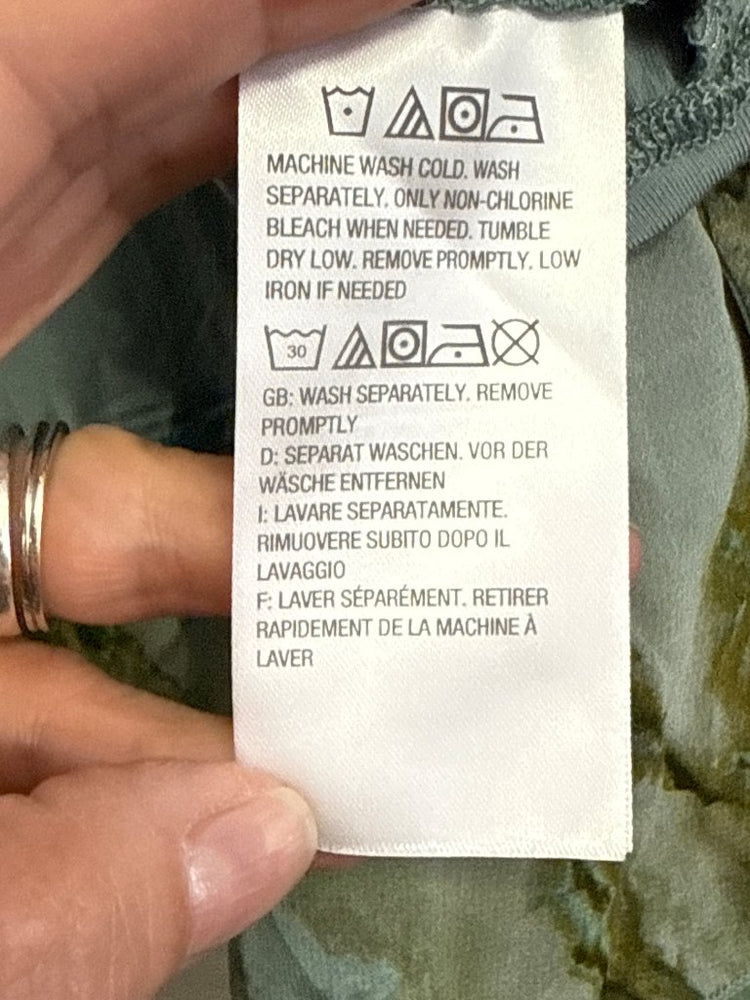 MACHINE WASH COLD. WASH
SEPARATELY. ONLY NON-CHLORINE
BLEACH WHEN NEEDED. TUMBLE
DRY LOW. REMOVE PROMPTLY. LOW
IRON IF NEEDED
30
GB: WASH SEPARATELY. REMOVE
PROMPTLY
D: SEPARAT WASCHEN. VOR DER
WÄSCHE ENTFERNEN
I: LAVARE SEPARATAMENTE.
RIMUOVERE SUBITO DOPO IL
LAVAGGIO
F: LAVER SÉPARÉMENT. RETIRER
RAPIDEMENT DE LA MACHINE À
LAVER